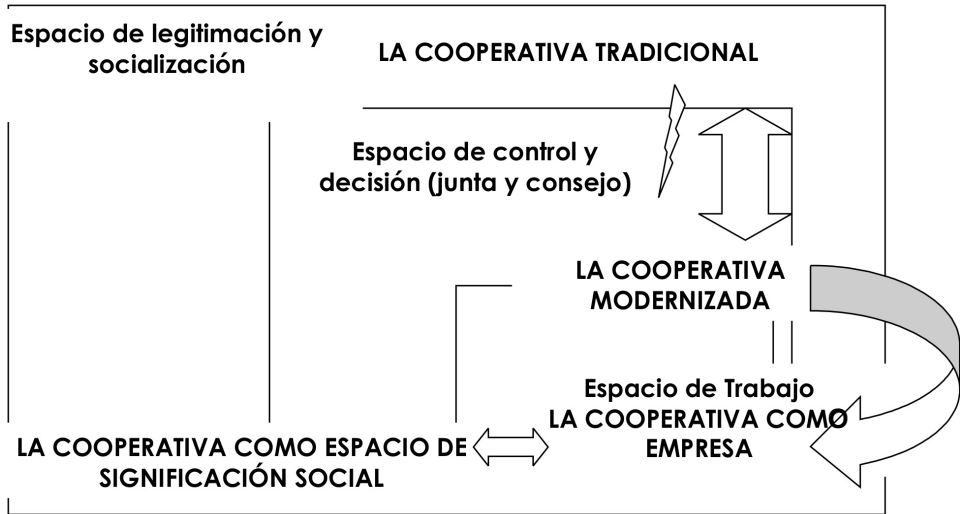 Espacio de legitimación y
socialización
LA COOPERATIVA TRADICIONAL
Espacio de control y
decisión (junta y consejo)
LA COOPERATIVA
MODERNIZADA
Espacio de Trabajo
LA COOPERATIVA COMO
EMPRESA
LA COOPERATIVA COMO ESPACIO DE
SIGNIFICACIÓN SOCIAL